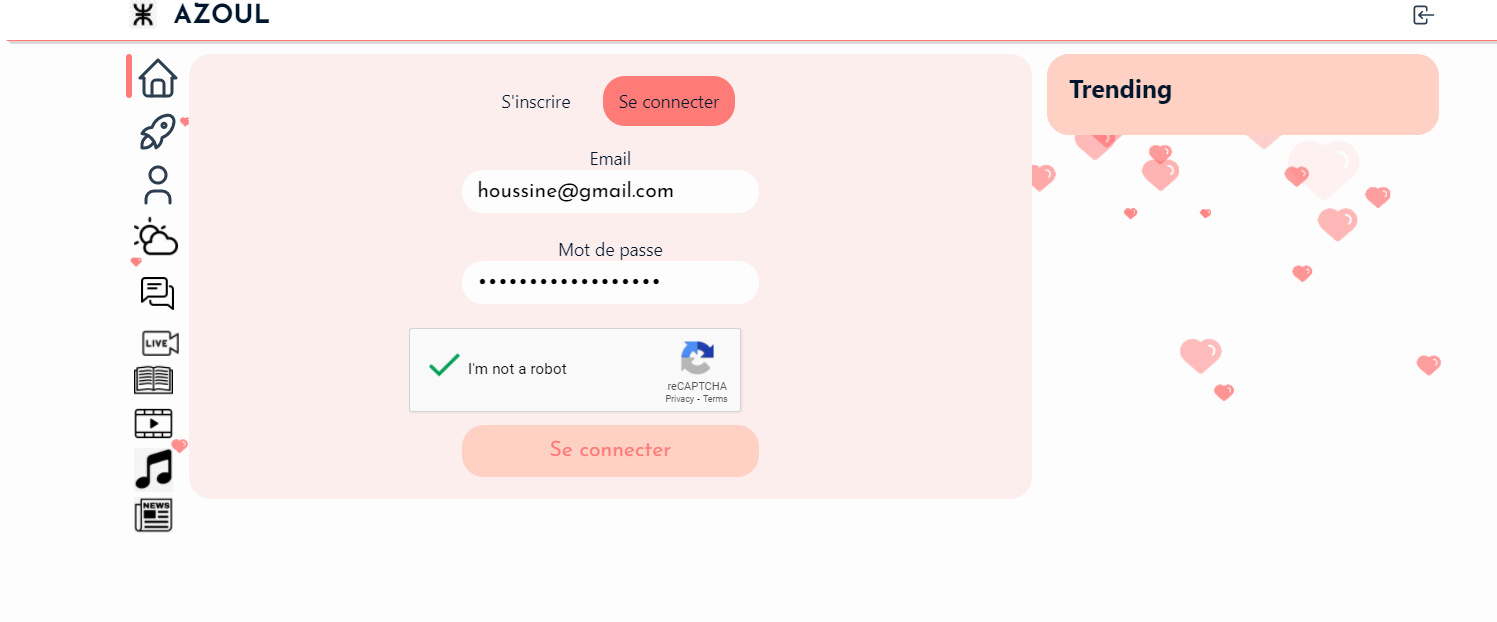 ⵣ AZOUL
S'inscrire
Se connecter
Trending
Email
houssine@gmail.com
Mot de passe
••••••••••••••••••
LIVE
I'm not a robot
reCAPTCHA
Privacy - Terms
Se connecter
NEWS